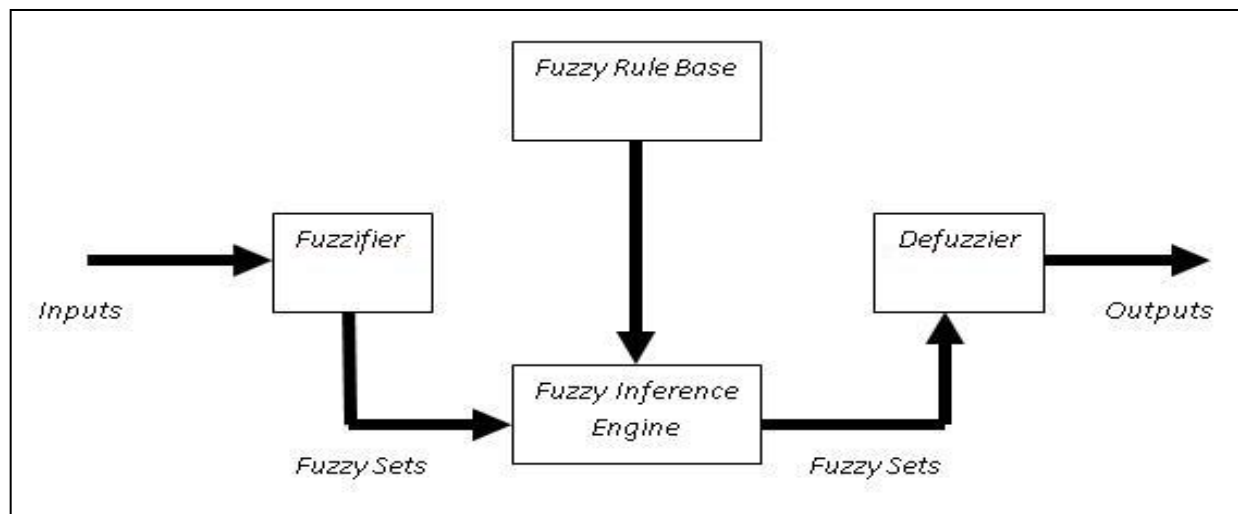 Fuzzy Rule Base
Fuzzifier
Defuzzier
Inputs
Outputs
Fuzzy Inference
Engine
Fuzzy Sets
Fuzzy Sets